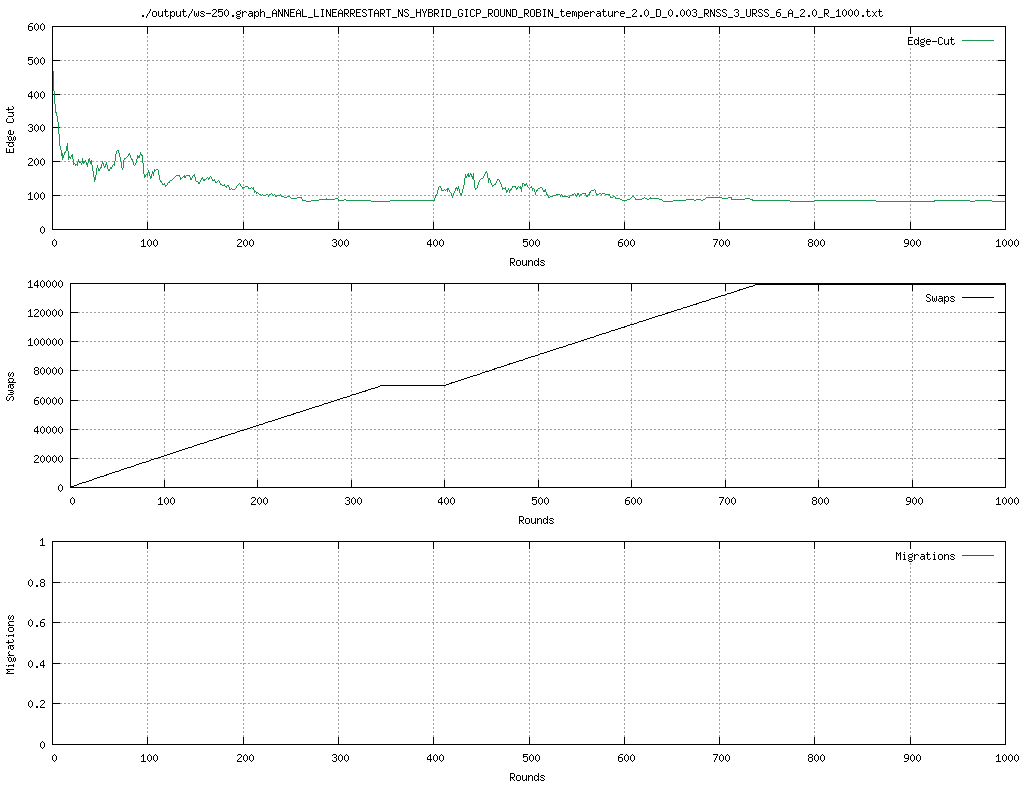 ./output/ws-250.graph_ANNEAL_LINEARRESTART_NS_HYBRID_GICP_ROUND_ROBIN_temperature_2.0_D_0.003_RNSS_3_URSS_6_A_2.0_R_1000.txt
600
500
400
300
200
100
0
Edge Cut
Edge-Cut
0 100 200 300 400 500 600 700 800 900 1000
Rounds
140000
120000
100000
80000
60000
40000
20000
0
Swaps
Swaps
0 100 200 300 400 500 600 700 800 900 1000
Rounds
1
0.8
0.6
0.4
0.2
0
Migrations
Migrations
0 100 200 300 400 500 600 700 800 900 1000
Rounds